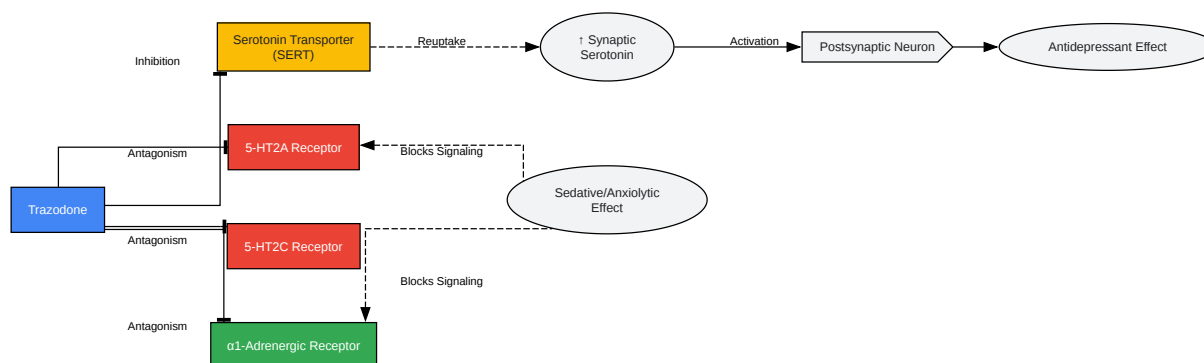 Serotonin Transporter
(SERT)
Reuptake
↑ Synaptic
Serotonin
Activation
Postsynaptic Neuron
Antidepressant Effect
Inhibition
5-HT2A Receptor
Antagonism
Blocks Signaling
Sedative/Anxiolytic
Effect
Trazodone
Antagonism
5-HT2C Receptor
Blocks Signaling
Antagonism
α1-Adrenergic Receptor